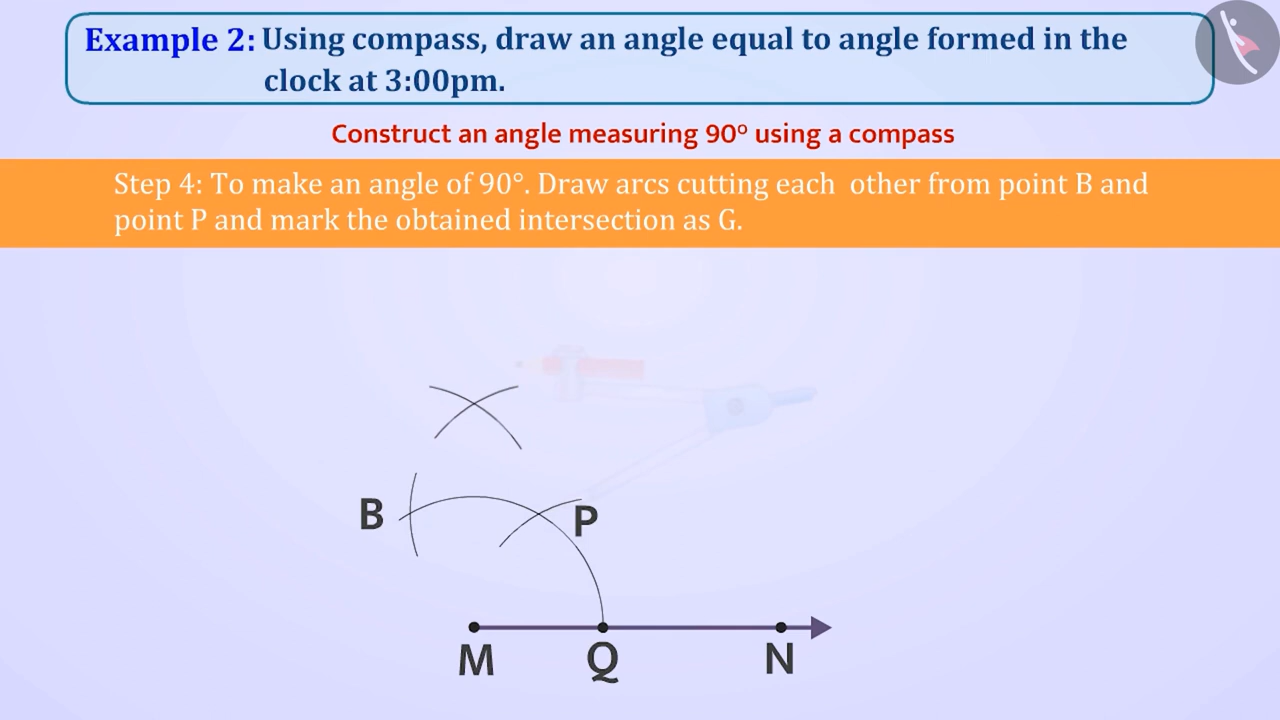 Example 2: Using compass, draw an angle equal to angle formed in the
clock at 3:00pm.
Construct an angle measuring 90° using a compass
Step 4: To make an angle of 90°. Draw arcs cutting each other from point B and
point P and mark the obtained intersection as G.
B
P
M
Q
N